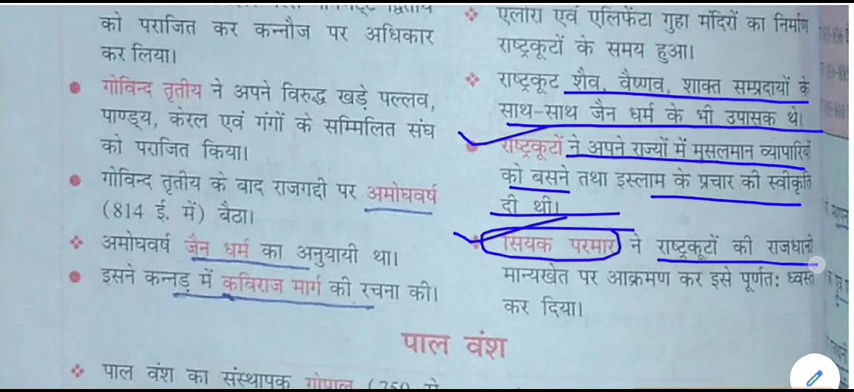 को पराजित कर कन्नौज पर अधिकार
कर लिया।
गोविन्द तृतीय ने अपने विरुद्ध खड़े पल्लव,
पाण्ड्य, केरल एवं गंगों के सम्मिलित संघ
को पराजित किया।
गोविन्द तृतीय के बाद राजगद्दी पर अमोघवर्ष
(814 ई. में) बैठा।
अमोघवर्ष जैन धर्म का अनुयायी था।
इसने कन्नड़ में कविराज मार्ग की रचना की।
एलोरा एवं एलिफेंटा गुहा मंदिरों का निर्माण
राष्ट्रकूटों के समय हुआ।
राष्ट्रकूट शैव, वैष्णव, शाक्त सम्प्रदायों के
साथ-साथ जैन धर्म के भी उपासक थे।
राष्ट्रकूटों ने अपने राज्यों में मुसलमान व्यापारियों
को बसने तथा इस्लाम के प्रचार की स्वीकृति
दी थी।
सियक परमार ने राष्ट्रकूटों की राजधानी
मान्यखेत पर आक्रमण कर इसे पूर्णतः ध्वस्त
कर दिया।
पाल वंश
पाल वंश का संस्थापक गोपाल (750 से